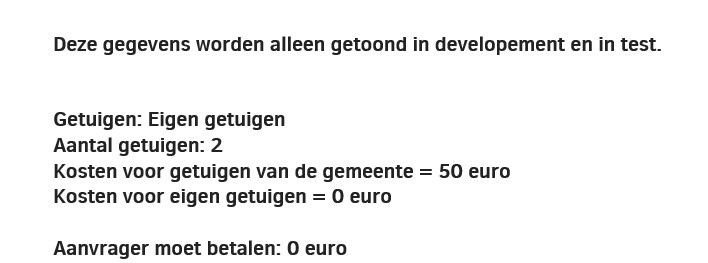 Deze gegevens worden alleen getoond in developement en in test.
Getuigen: Eigen getuigen
Aantal getuigen: 2
Kosten voor getuigen van de gemeente = 50 euro
Kosten voor eigen getuigen = 0 euro
Aanvrager moet betalen: 0 euro